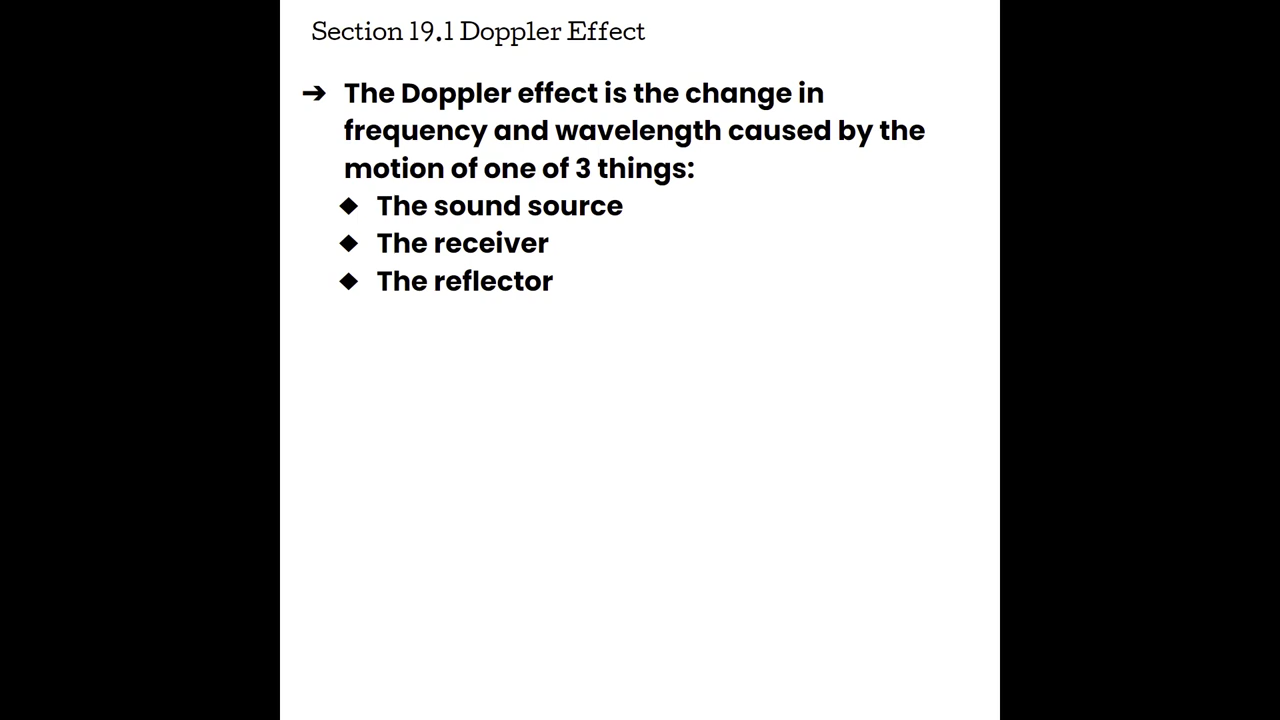 Section 19.1 Doppler Effect
➔ The Doppler effect is the change in
frequency and wavelength caused by the
motion of one of 3 things:
◆ The sound source
◆ The receiver
◆ The reflector